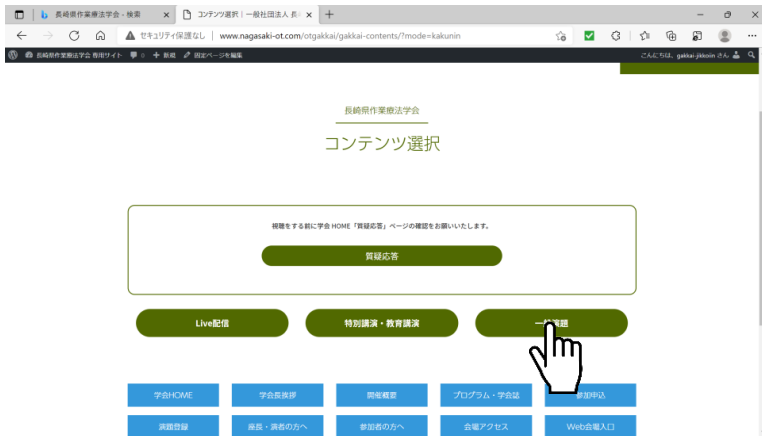 長崎県作業療法学会 - 検索
コンテンツ選択｜一般社団法人 長
セキュリティ保護なし | www.nagasaki-ot.com/otgakkai/gakkai-contents/?mode=kakunin
長崎県作業療法学会 専用サイト 0 + 新規 固定ページを編集 こんにちは、gakkai-jikkoiin さん
長崎県作業療法学会
コンテンツ選択
視聴をする前に学会 HOME「質疑応答」ページの確認をお願いいたします。
質疑応答
Live配信 特別講演・教育講演 一般演題
学会HOME 学会長挨拶 開催概要 プログラム・学会誌 参加申込
演題登録 座長・演者の方へ 参加者の方へ 会場アクセス Web会場入口